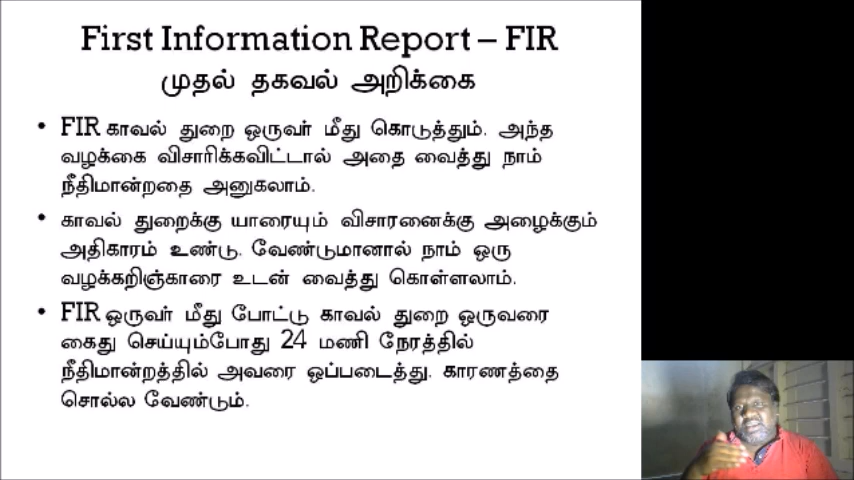 First Information Report – FIR
முதல் தகவல் அறிக்கை
• FIR காவல் துறை ஒருவர் மீது கொடுத்தும். அந்த
வழக்கை விசாரிக்கவிட்டால் அதை வைத்து நாம்
நீதிமான்றதை அனுகலாம்.
• காவல் துறைக்கு யாரையும் விசாரனைக்கு அழைக்கும்
அதிகாரம் உண்டு. வேண்டுமானால் நாம் ஒரு
வழக்கறிஞ்காரை உடன் வைத்து கொள்ளலாம்.
• FIR ஒருவர் மீது போட்டு காவல் துறை ஒருவரை
கைது செய்யும்போது 24 மணி நேரத்தில்
நீதிமான்றத்தில் அவரை ஒப்படைத்து. காரணத்தை
சொல்ல வேண்டும்.